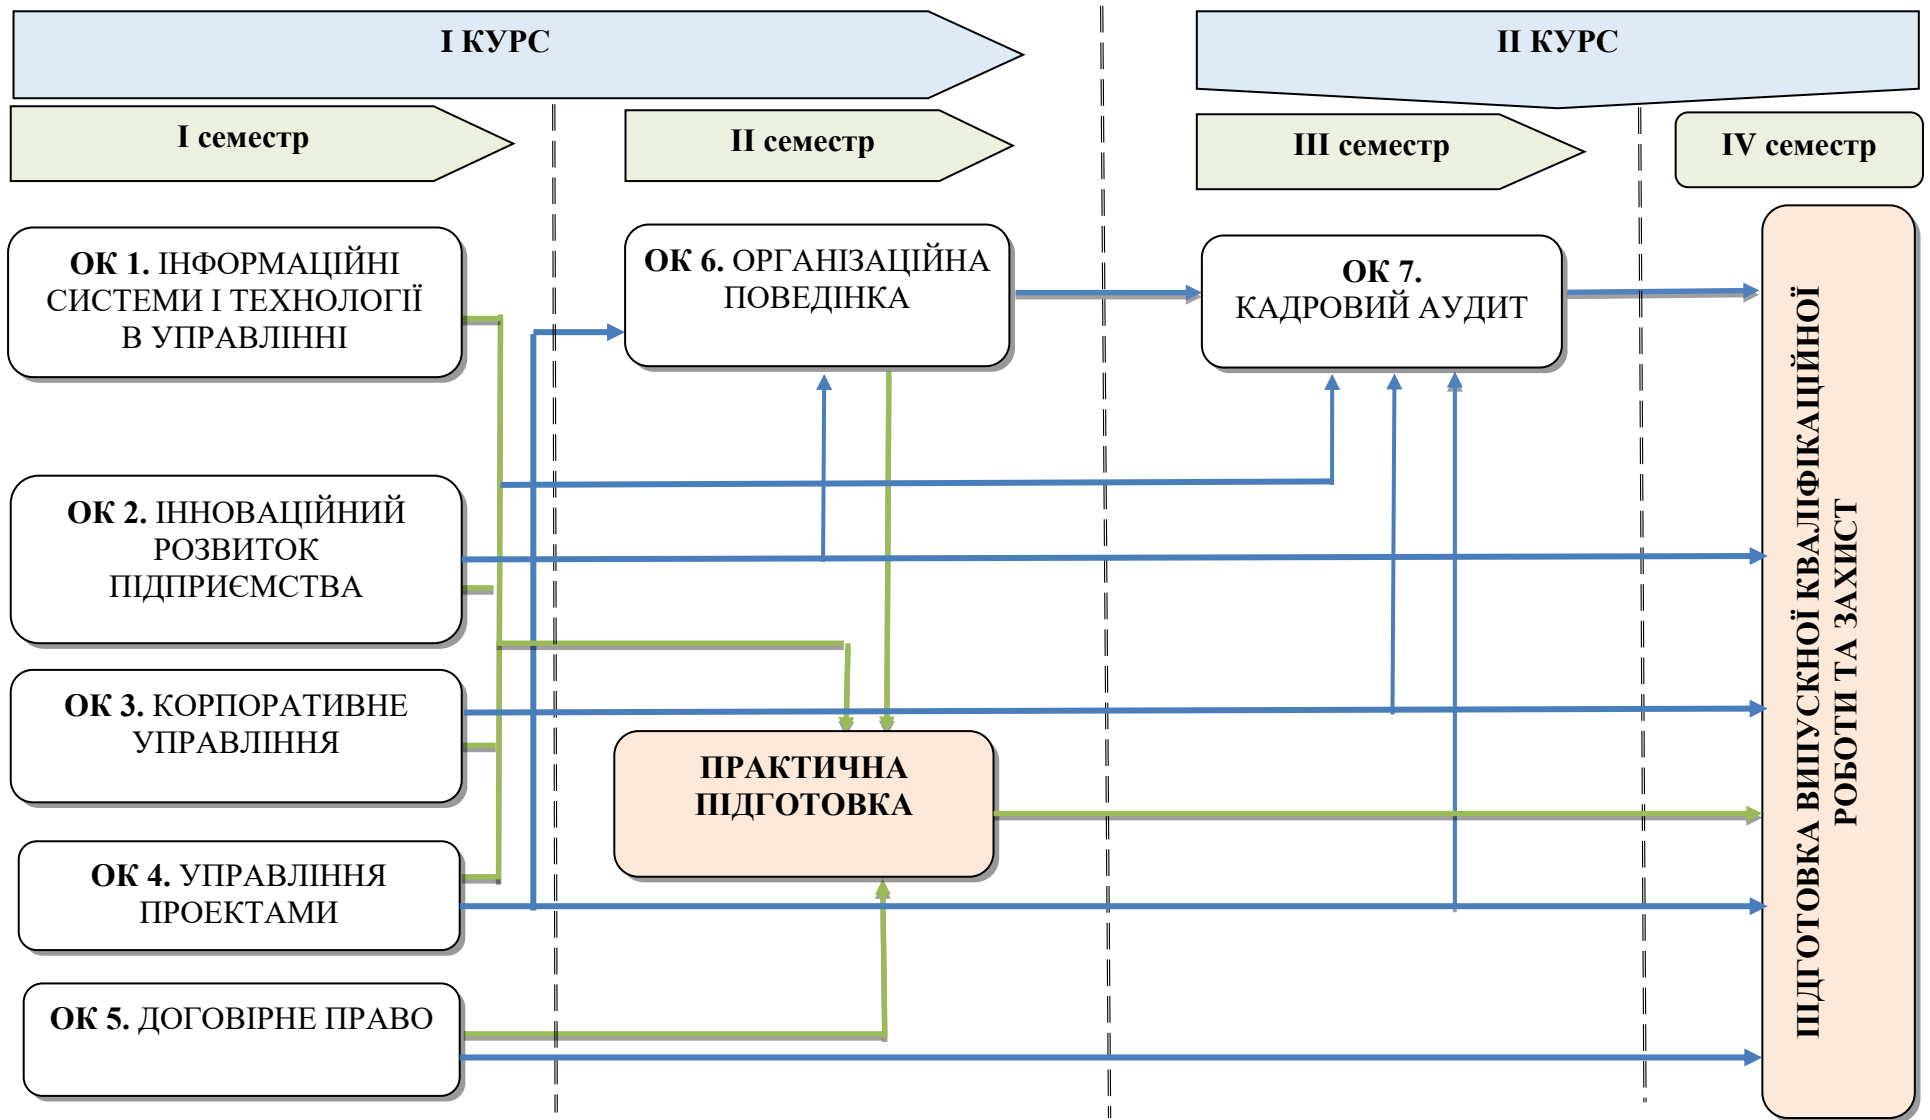 І КУРС
ІІ КУРС
І семестр
ІІ семестр
ІІІ семестр
IV семестр
ОК 1. ІНФОРМАЦІЙНІ
СИСТЕМИ І ТЕХНОЛОГІЇ
В УПРАВЛІННІ
ОК 6. ОРГАНІЗАЦІЙНА
ПОВЕДІНКА
ОК 7.
КАДРОВИЙ АУДИТ
ОК 2. ІННОВАЦІЙНИЙ
РОЗВИТОК
ПІДПРИЄМСТВА
ОК 3. КОРПОРАТИВНЕ
УПРАВЛІННЯ
ПРАКТИЧНА
ПІДГОТОВКА
ОК 4. УПРАВЛІННЯ
ПРОЕКТАМИ
ОК 5. ДОГОВІРНЕ ПРАВО
ПІДГОТОВКА ВИПУСКНОЇ КВАЛІФІКАЦІЙНОЇ
РОБОТИ ТА ЗАХИСТ